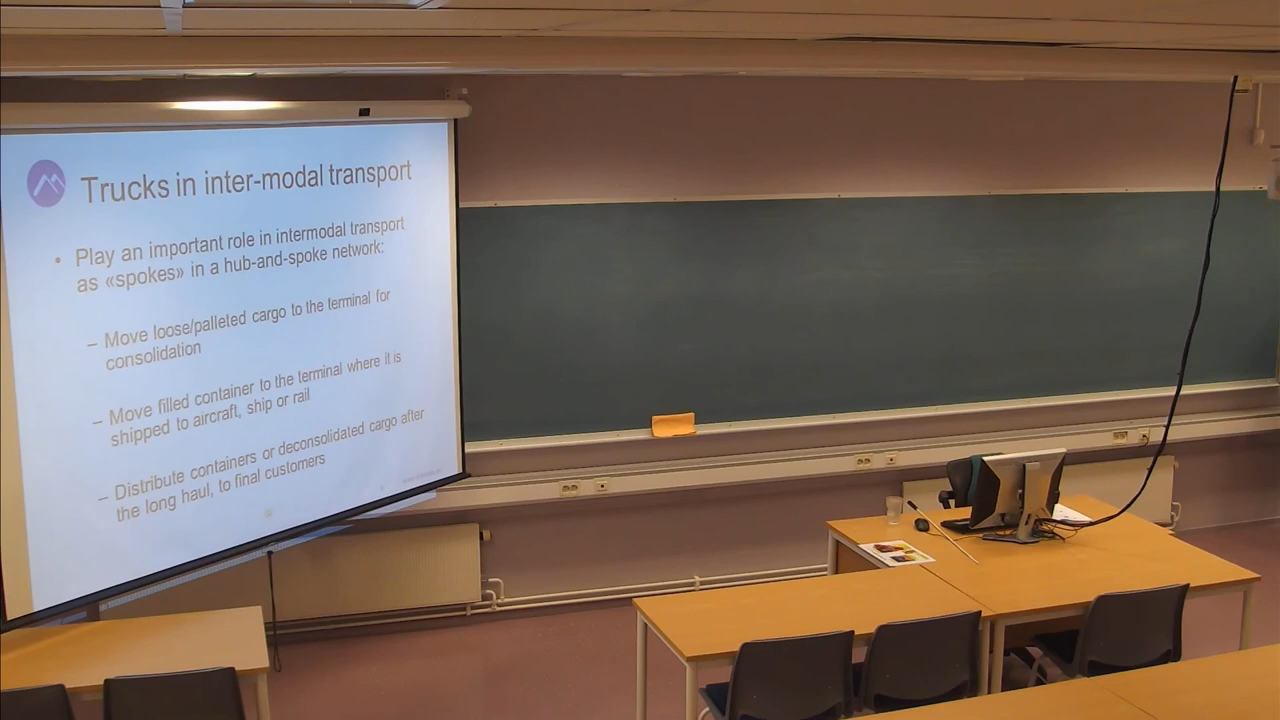 Trucks in inter-modal transport
• Play an important role in intermodal transport
as «spokes» in a hub-and-spoke network:
– Move loose/palleted cargo to the terminal for
consolidation
– Move filled container to the terminal where it is
shipped to aircraft, ship or rail
– Distribute containers or deconsolidated cargo after
the long haul, to final customers